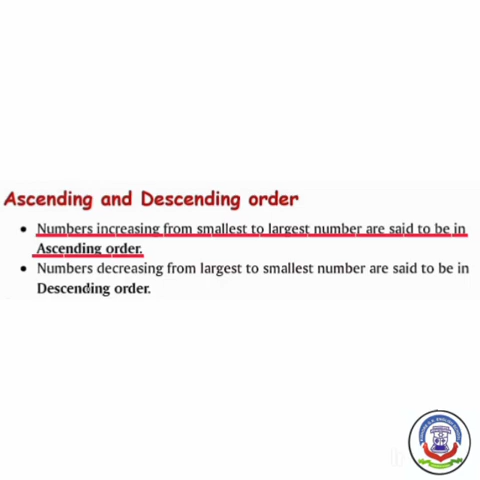 Ascending and Descending order
• Numbers increasing from smallest to largest number are said to be in
Ascending order.
• Numbers decreasing from largest to smallest number are said to be in
Descending order.